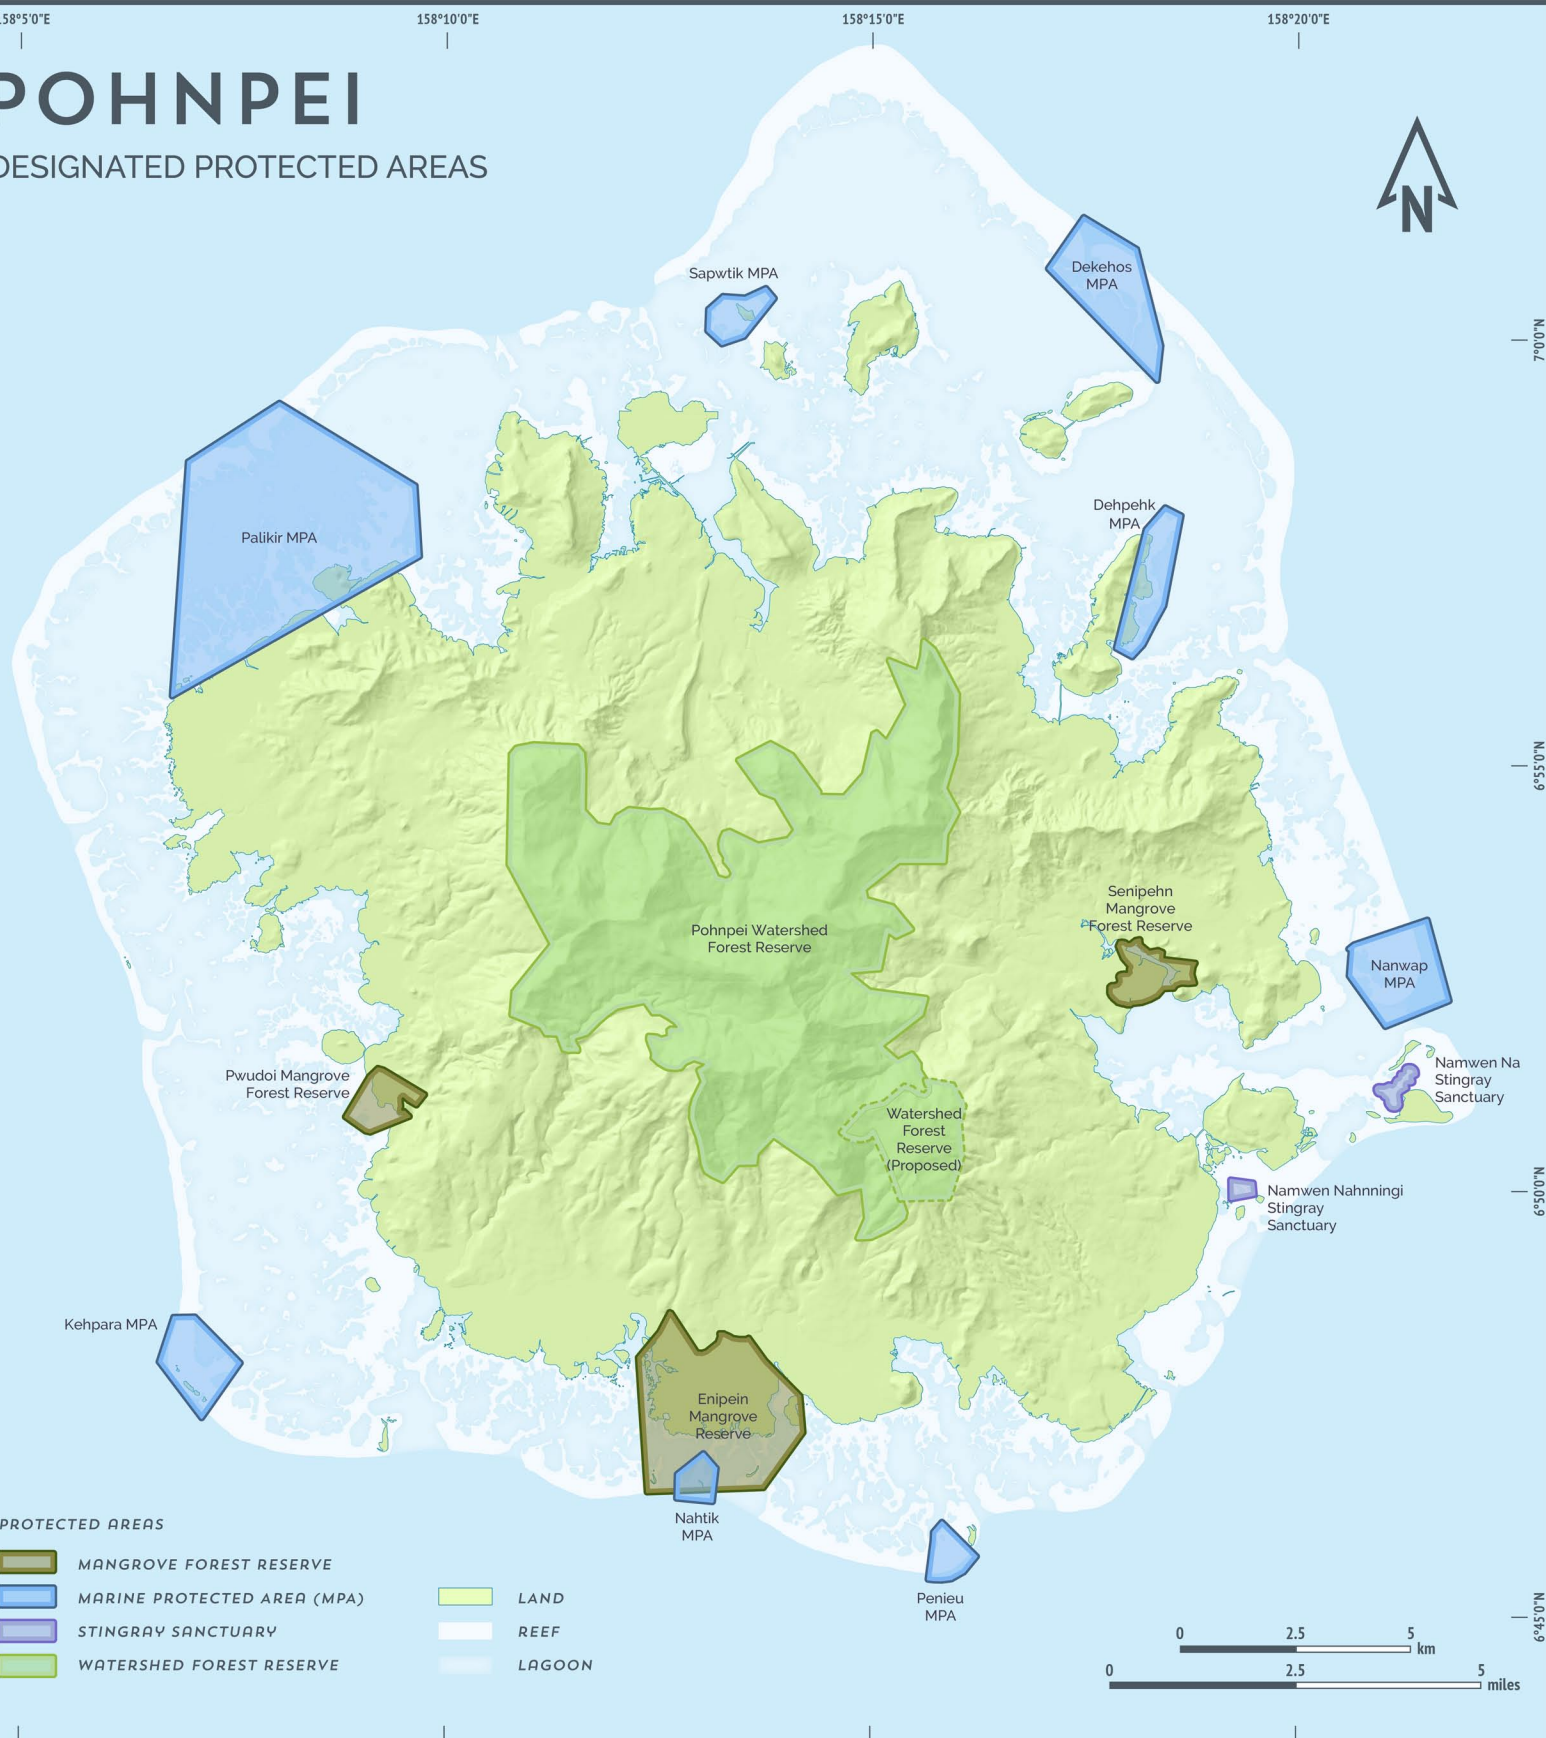 158°5'0"E
158°10'0"E
158°15'0"E
158°20'0"E
POHNPEI
DESIGNATED PROTECTED AREAS
N
Sapwtik MPA
Dekehos
MPA
7°0'0"N
Palikir MPA
Dehpehk
MPA
6°55'0"N
Senipehn
Mangrove
Forest Reserve
Pohnpei Watershed
Forest Reserve
Nanwap
MPA
Pwudoi Mangrove
Forest Reserve
Namwen Na
Stingray
Sanctuary
Watershed
Forest
Reserve
(Proposed)
6°50'0"N
Namwen Nahnningi
Stingray
Sanctuary
Kehpara MPA
Enipein
Mangrove
Reserve
Nahtik
MPA
Penieu
MPA
6°45'0"N
PROTECTED AREAS
MANGROVE FOREST RESERVE
MARINE PROTECTED AREA (MPA)
STINGRAY SANCTUARY
WATERSHED FOREST RESERVE
LAND
REEF
LAGOON
0 2.5 5 km
0 2.5 5 miles